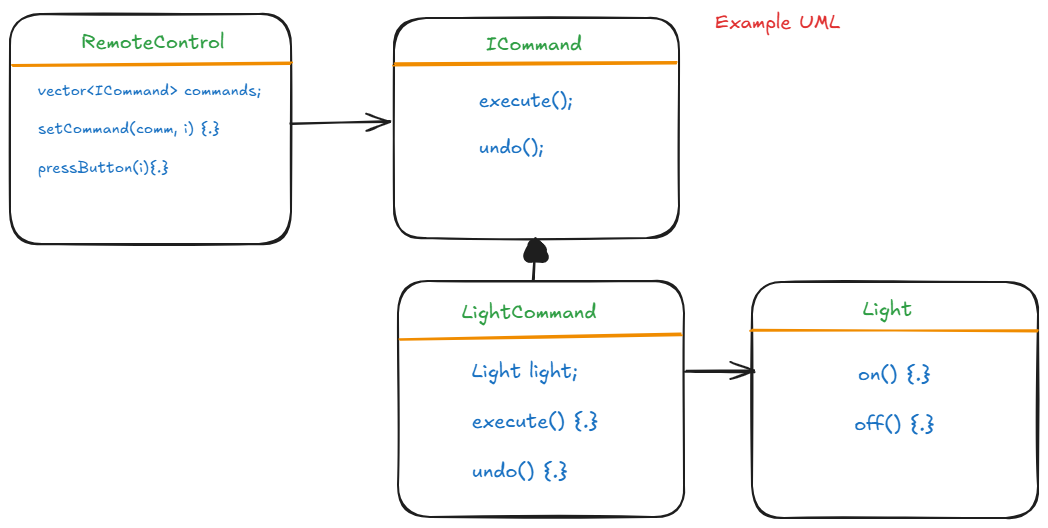 Example UML
RemoteControl
vector<ICommand> commands;
setCommand(comm, i) {.}
pressButton(i){.}
ICommand
execute();
undo();
LightCommand
Light light;
execute() {.}
undo() {.}
Light
on() {.}
off() {.}